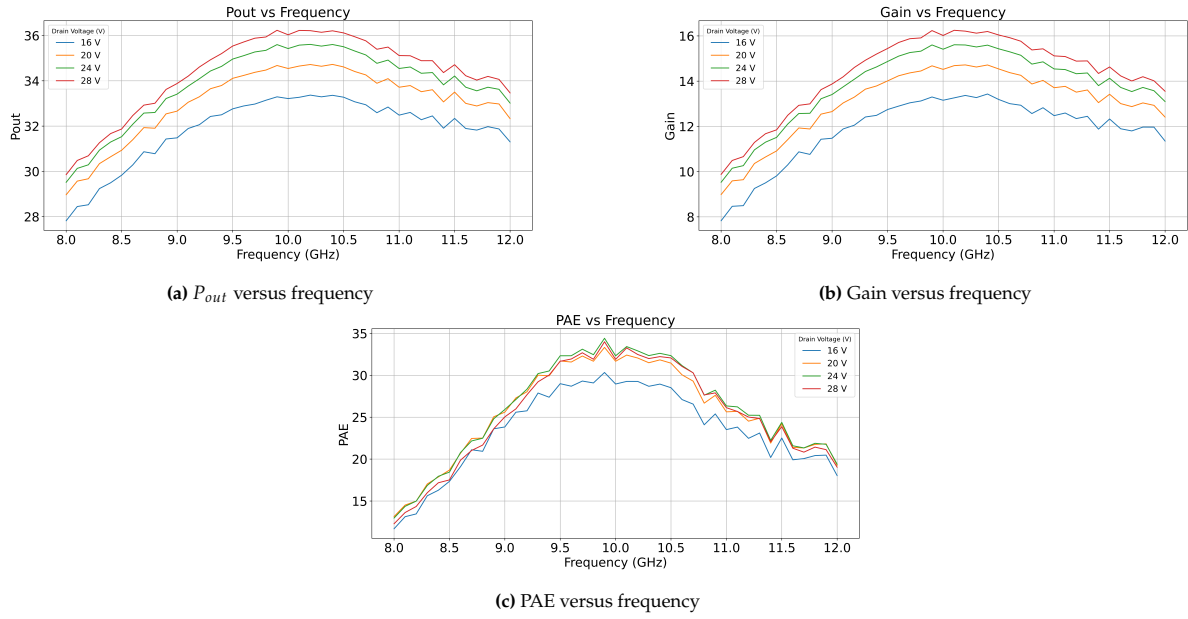 Pout vs Frequency
Drain Voltage (V)
16 V
20 V
24 V
28 V
Pout
36
34
32
30
28
8.0 8.5 9.0 9.5 10.0 10.5 11.0 11.5 12.0
Frequency (GHz)
(a) Pout versus frequency
Gain vs Frequency
Drain Voltage (V)
16 V
20 V
24 V
28 V
Gain
16
14
12
10
8
8.0 8.5 9.0 9.5 10.0 10.5 11.0 11.5 12.0
Frequency (GHz)
(b) Gain versus frequency
PAE vs Frequency
Drain Voltage (V)
16 V
20 V
24 V
28 V
PAE
35
30
25
20
15
8.0 8.5 9.0 9.5 10.0 10.5 11.0 11.5 12.0
Frequency (GHz)
(c) PAE versus frequency